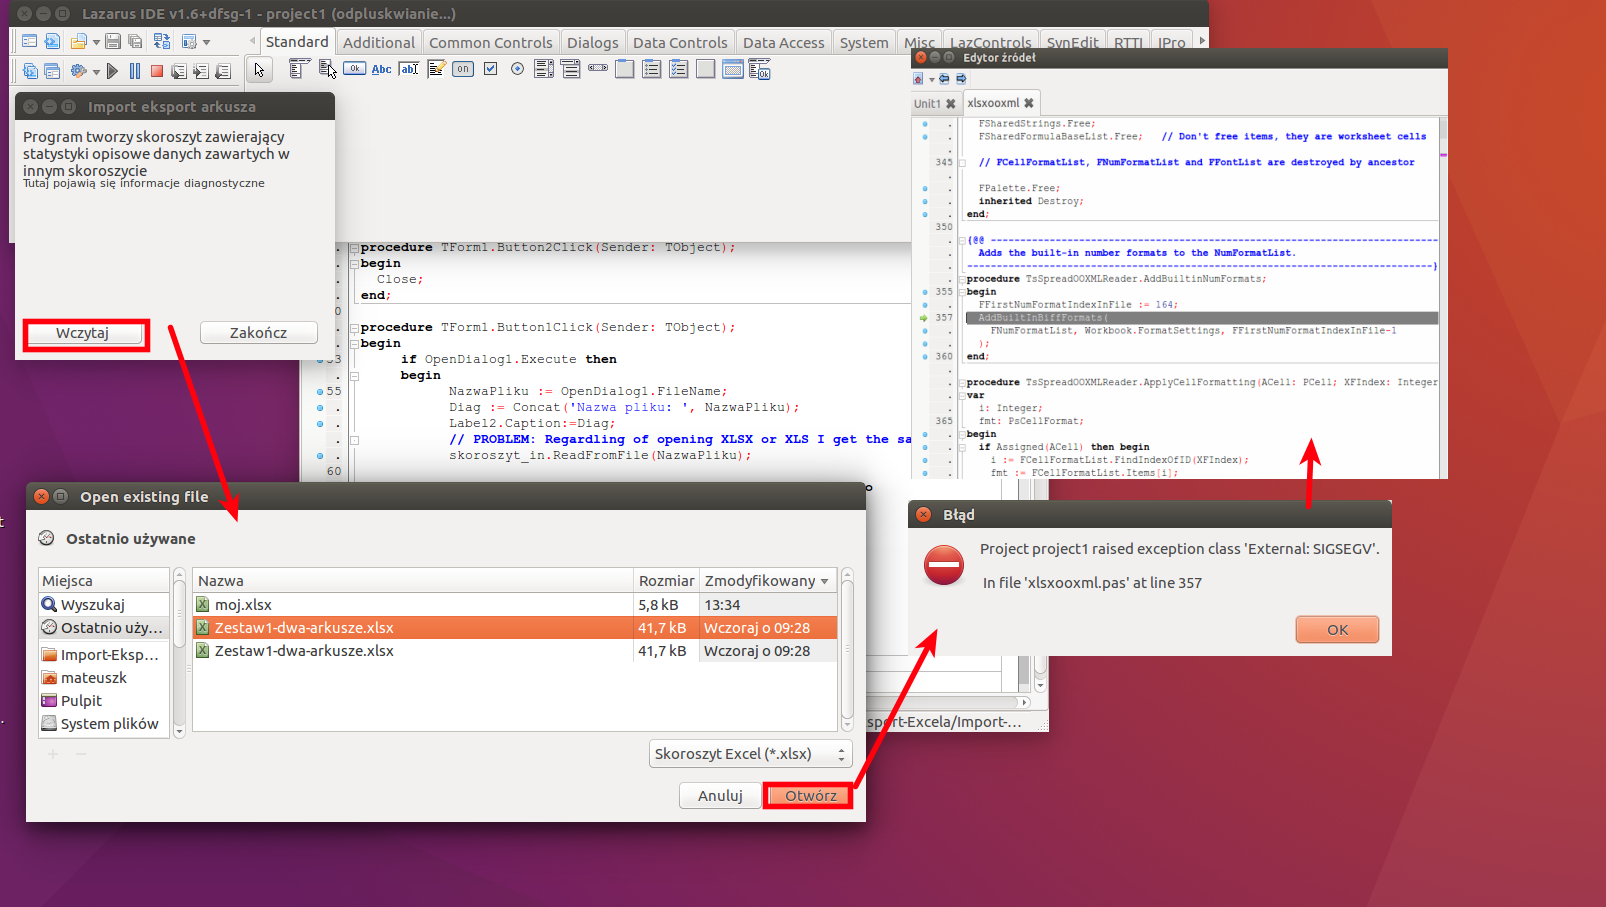 Lazarus IDE v1.6+dfsg-1 - project1 (odpluskwianie...)
Standard Additional Common Controls Dialogs Data Controls Data Access System Misc LazControls SynEdit RTTI IPro
Ok Abc ab on Ok
Import eksport arkusza
Program tworzy skoroszyt zawierający
statystyki opisowe danych zawartych w
innym skoroszycie
Tutaj pojawią się informacje diagnostyczne
Wczytaj Zakończ
procedure TForm1.Button2Click(Sender: TObject);
begin
Close;
end;
procedure TForm1.Button1Click(Sender: TObject);
begin
if OpenDialog1.Execute then
begin
55 NazwaPliku := OpenDialog1.FileName;
Diag := Concat('Nazwa pliku: ', NazwaPliku);
Label2.Caption:=Diag;
// PROBLEM: Regardling of opening XLSX or XLS I get the sa
skoroszyt_in.ReadFromFile(NazwaPliku);
60
sport-Excela/Import-...
Edytor źródeł
Unit1 xlsxooxml
FSharedStrings.Free;
FSharedFormulaBaseList.Free; // Don't free items, they are worksheet cells
345 // FCellFormatList, FNumFormatList and FFontList are destroyed by ancestor
FPalette.Free;
inherited Destroy;
end;
350
{@@ ------------------------------------------------------------------------------
Adds the built-in number formats to the NumFormatList.
-------------------------------------------------------------------------------}
procedure TsSpreadOOXMLReader.AddBuiltinNumFormats;
355 begin
FFirstNumFormatIndexInFile := 164;
357 AddBuiltInBiffFormats(
FNumFormatList, Workbook.FormatSettings, FFirstNumFormatIndexInFile-1
);
360 end;
procedure TsSpreadOOXMLReader.ApplyCellFormatting(ACell: PCell; XFIndex: Integer
var
i: Integer;
365 fmt: PsCellFormat;
begin
if Assigned(ACell) then begin
i := FCellFormatList.FindIndexOfID(XFIndex);
fmt := FCellFormatList.Items[i];
Open existing file
Ostatnio używane
Miejsca
Wyszukaj
Ostatnio uży...
Import-Eksp...
mateuszk
Pulpit
System plików
Nazwa Rozmiar Zmodyfikowany
moj.xlsx 5,8 kB 13:34
Zestaw1-dwa-arkusze.xlsx 41,7 kB Wczoraj o 09:28
Zestaw1-dwa-arkusze.xlsx 41,7 kB Wczoraj o 09:28
Skoroszyt Excel (*.xlsx)
Anuluj Otwórz
Błąd
Project project1 raised exception class 'External: SIGSEGV'.
In file 'xlsxooxml.pas' at line 357
OK